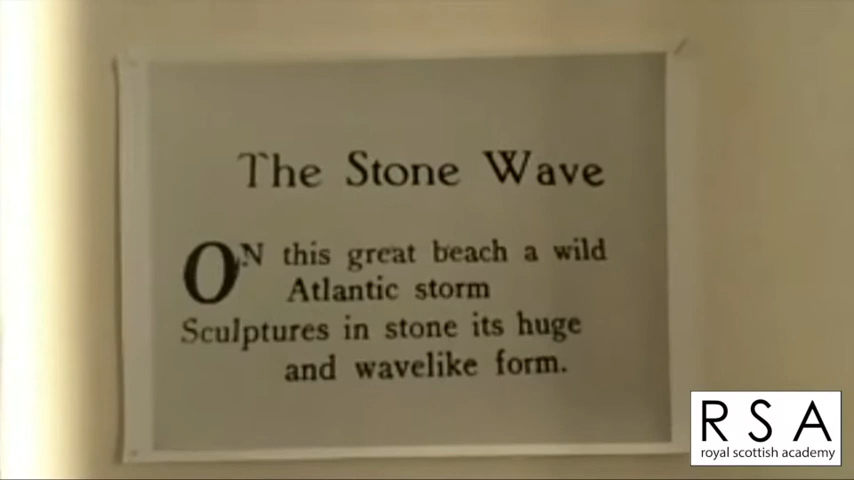 The Stone Wave
ON this great beach a wild
Atlantic storm
Sculptures in stone its huge
and wavelike form.
RSA
royal scottish academy